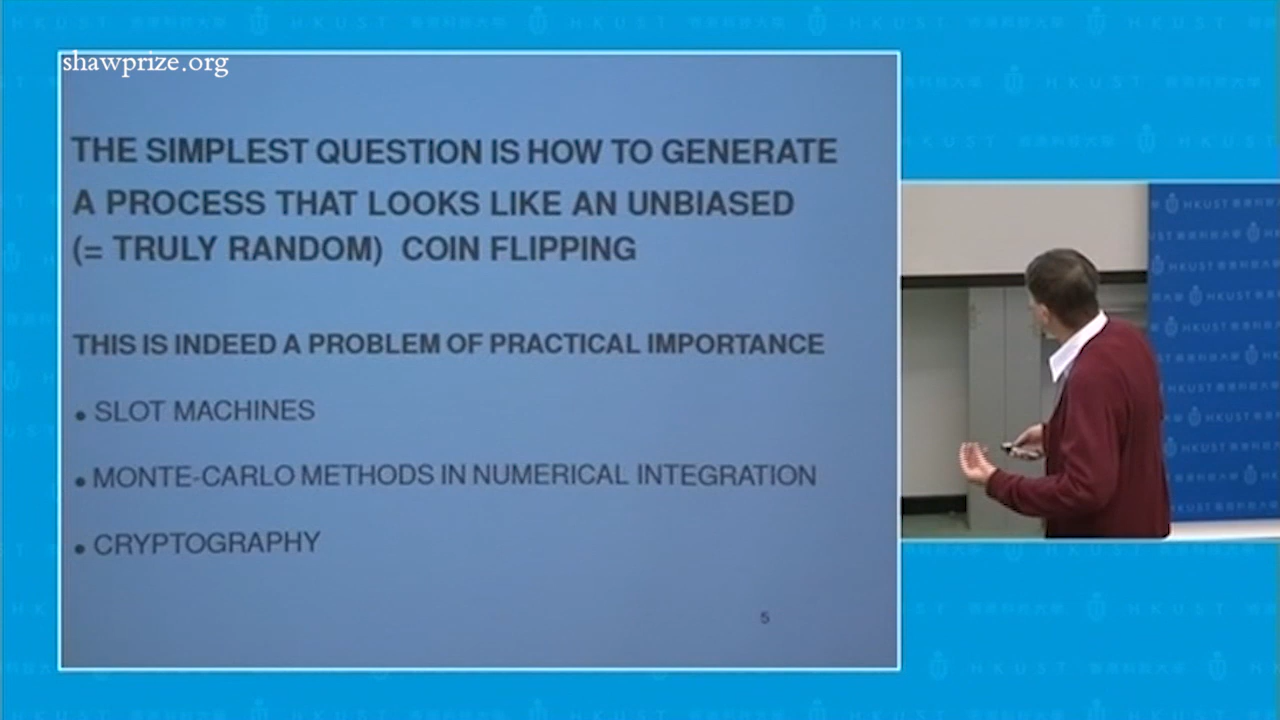 shawprize.org
THE SIMPLEST QUESTION IS HOW TO GENERATE
A PROCESS THAT LOOKS LIKE AN UNBIASED
(= TRULY RANDOM) COIN FLIPPING
THIS IS INDEED A PROBLEM OF PRACTICAL IMPORTANCE
• SLOT MACHINES
• MONTE-CARLO METHODS IN NUMERICAL INTEGRATION
• CRYPTOGRAPHY
5
HKUST